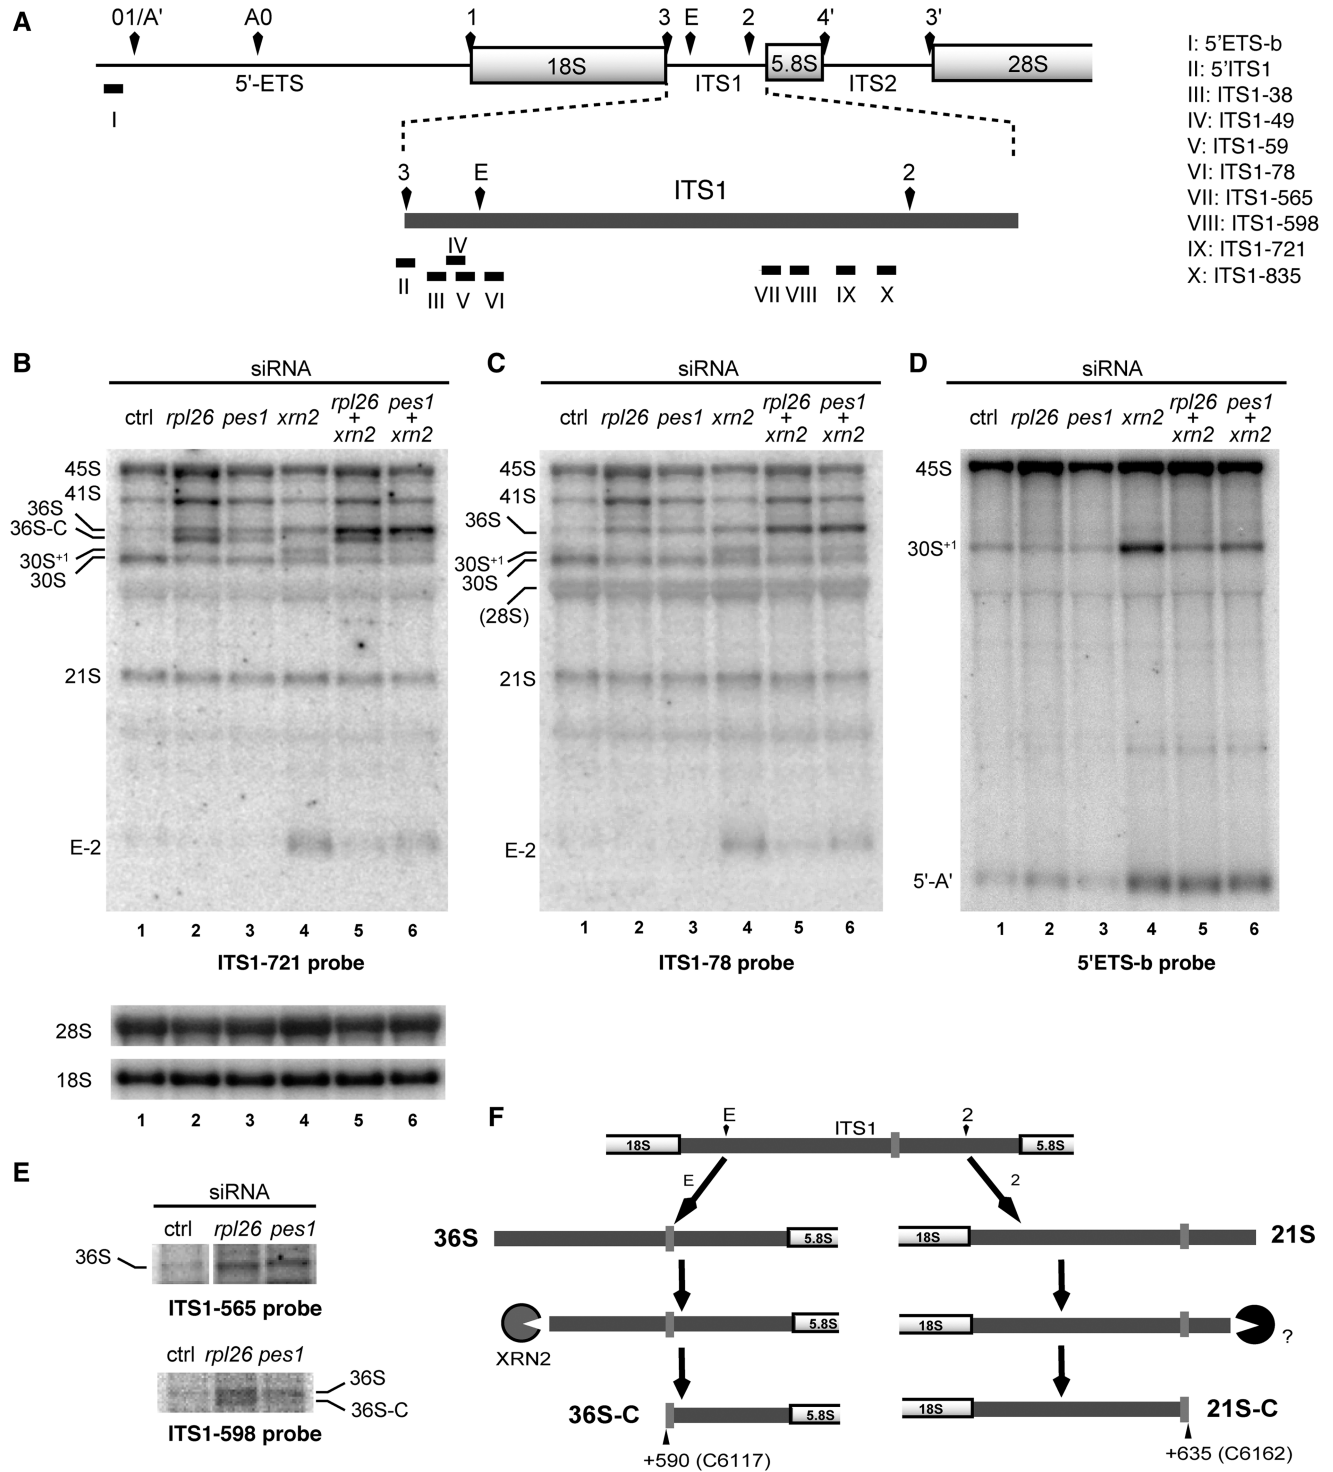 A
01/A' A0 1 3 E 2 4' 3'
18S 5.8S 28S
5'-ETS ITS1 ITS2
I
3 E ITS1 2
IV
II III V VI VII VIII IX X
I: 5'ETS-b
II: 5'ITS1
III: ITS1-38
IV: ITS1-49
V: ITS1-59
VI: ITS1-78
VII: ITS1-565
VIII: ITS1-598
IX: ITS1-721
X: ITS1-835
B
siRNA
ctrl rpl26 pes1 xrn2 rpl26 + xrn2 pes1 + xrn2
45S
41S
36S
36S-C
30S+1
30S
21S
E-2
1 2 3 4 5 6
ITS1-721 probe
28S
18S
1 2 3 4 5 6
C
siRNA
ctrl rpl26 pes1 xrn2 rpl26 + xrn2 pes1 + xrn2
45S
41S
36S
30S+1
30S
(28S)
21S
E-2
1 2 3 4 5 6
ITS1-78 probe
D
siRNA
ctrl rpl26 pes1 xrn2 rpl26 + xrn2 pes1 + xrn2
45S
30S+1
5'-A'
1 2 3 4 5 6
5'ETS-b probe
E
siRNA
ctrl rpl26 pes1
36S
ITS1-565 probe
ctrl rpl26 pes1
36S
36S-C
ITS1-598 probe
F
E ITS1 2
18S 5.8S
E 2
36S 5.8S 18S 21S
5.8S 18S
XRN2 ?
36S-C 5.8S 18S 21S-C
+590 (C6117) +635 (C6162)